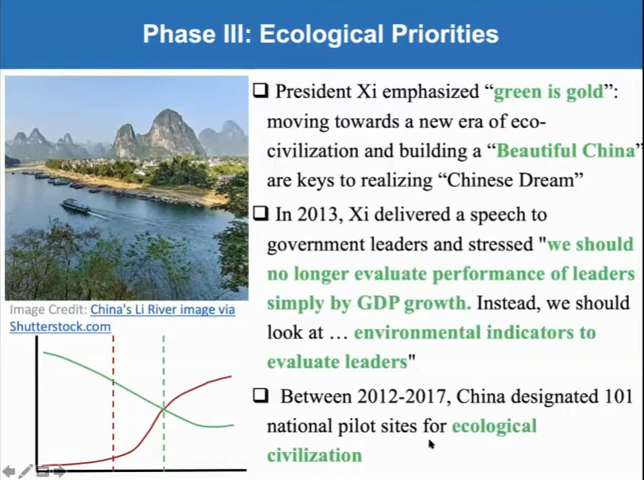 Phase III: Ecological Priorities
President Xi emphasized “green is gold”:
moving towards a new era of eco-
civilization and building a “Beautiful China”
are keys to realizing “Chinese Dream”
In 2013, Xi delivered a speech to
government leaders and stressed "we should
no longer evaluate performance of leaders
simply by GDP growth. Instead, we should
look at … environmental indicators to
evaluate leaders"
Between 2012-2017, China designated 101
national pilot sites for ecological
civilization
Image Credit: China's Li River image via
Shutterstock.com